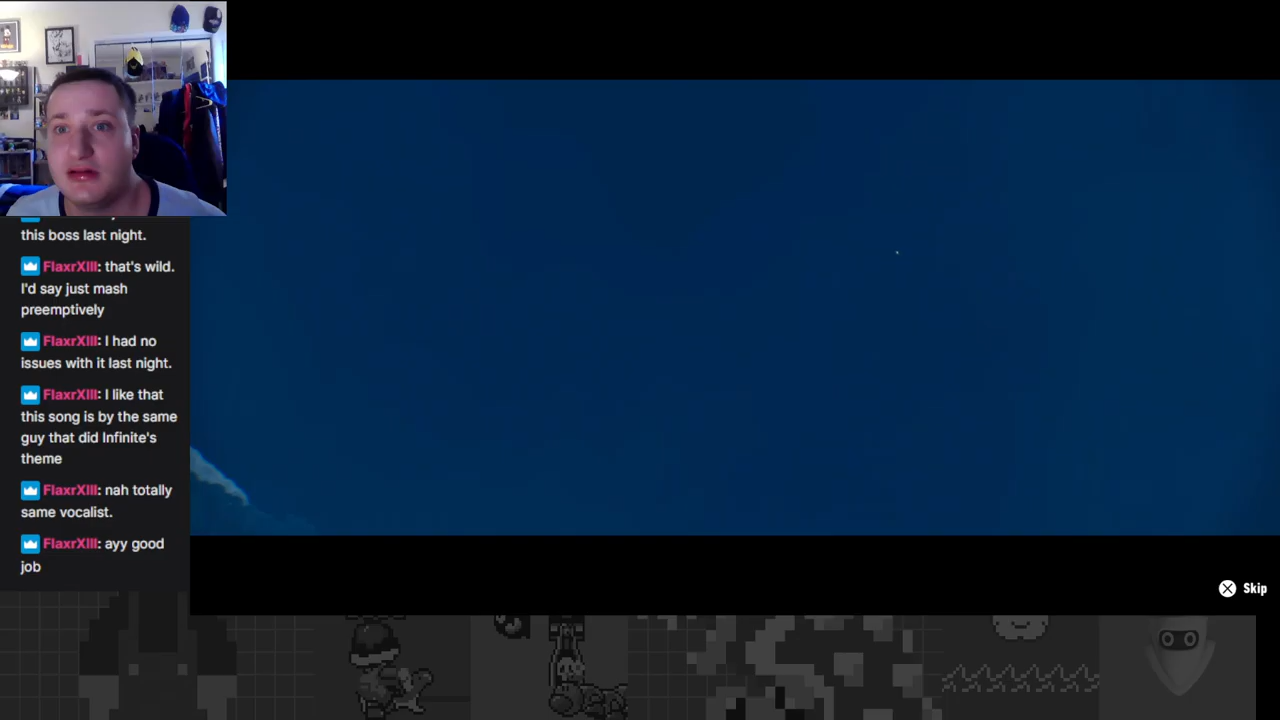 this boss last night.
FlaxrXIII: that's wild.
I'd say just mash
preemptively
FlaxrXIII: I had no
issues with it last night.
FlaxrXIII: I like that
this song is by the same
guy that did Infinite's
theme
FlaxrXIII: nah totally
same vocalist.
FlaxrXIII: ayy good
job
Skip